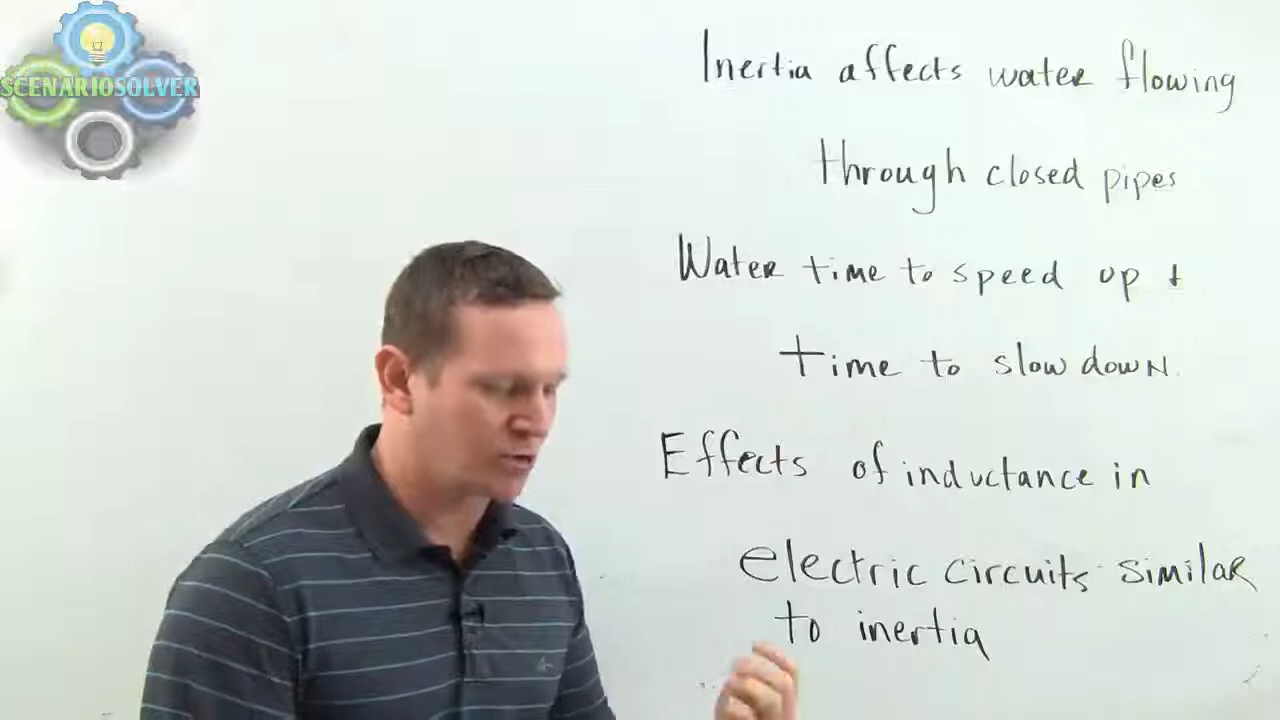 SCENARIOSOLVER
Inertia affects water flowing
through closed pipes
Water time to speed up +
time to slow down.
Effects of inductance in
electric circuits similar
to inertia